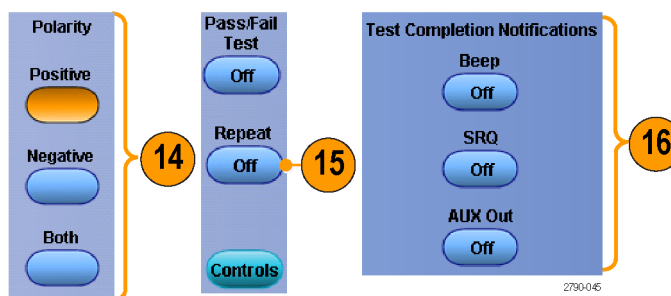 Polarity
Positive
Negative
Both
14
Pass/Fail
Test
Off
Repeat
Off
15
Controls
Test Completion Notifications
Beep
Off
SRQ
Off
AUX Out
Off
16
2790-045